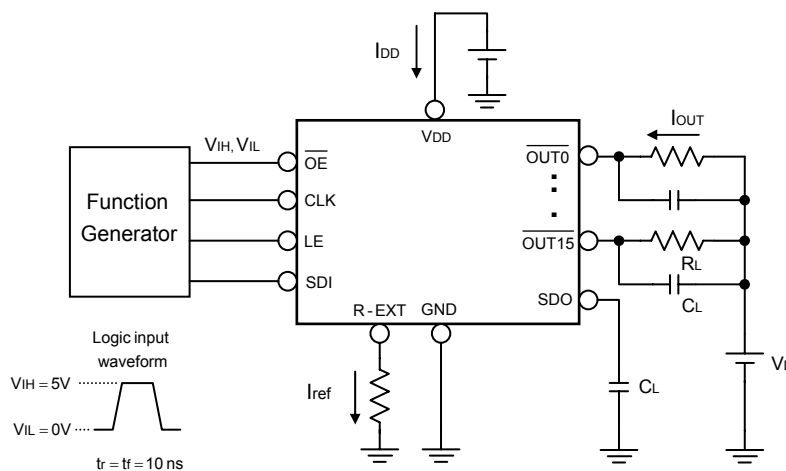 IDD
VDD
IOUT
VIH, VIL
Function
Generator
OE
CLK
LE
SDI
OUT0
OUT15
RL
CL
SDO
R-EXT
GND
Iref
CL
Logic input
waveform
VIH = 5V
VIL = 0V
tr = tf = 10 ns